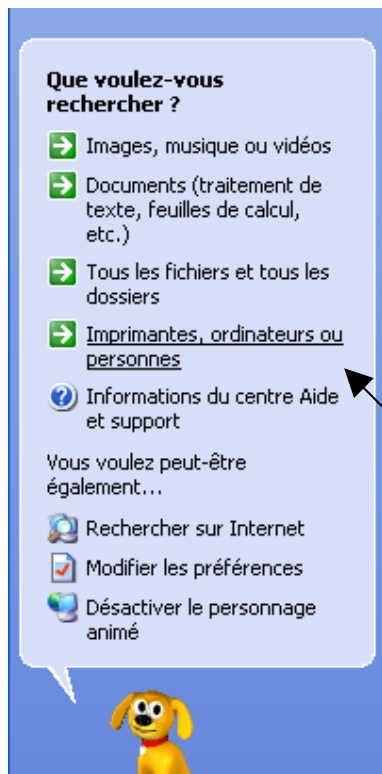 Que voulez-vous
rechercher ?
Images, musique ou vidéos
Documents (traitement de
texte, feuilles de calcul,
etc.)
Tous les fichiers et tous les
dossiers
Imprimantes, ordinateurs ou
personnes
Informations du centre Aide
et support
Vous voulez peut-être
également...
Rechercher sur Internet
Modifier les préférences
Désactiver le personnage
animé